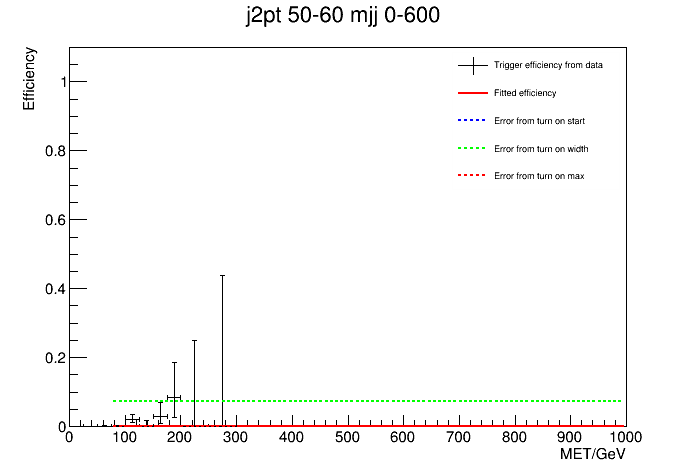 j2pt 50-60 mjj 0-600
Efficiency
1
0.8
0.6
0.4
0.2
0
Trigger efficiency from data
Fitted efficiency
Error from turn on start
Error from turn on width
Error from turn on max
0 100 200 300 400 500 600 700 800 900 1000
MET/GeV